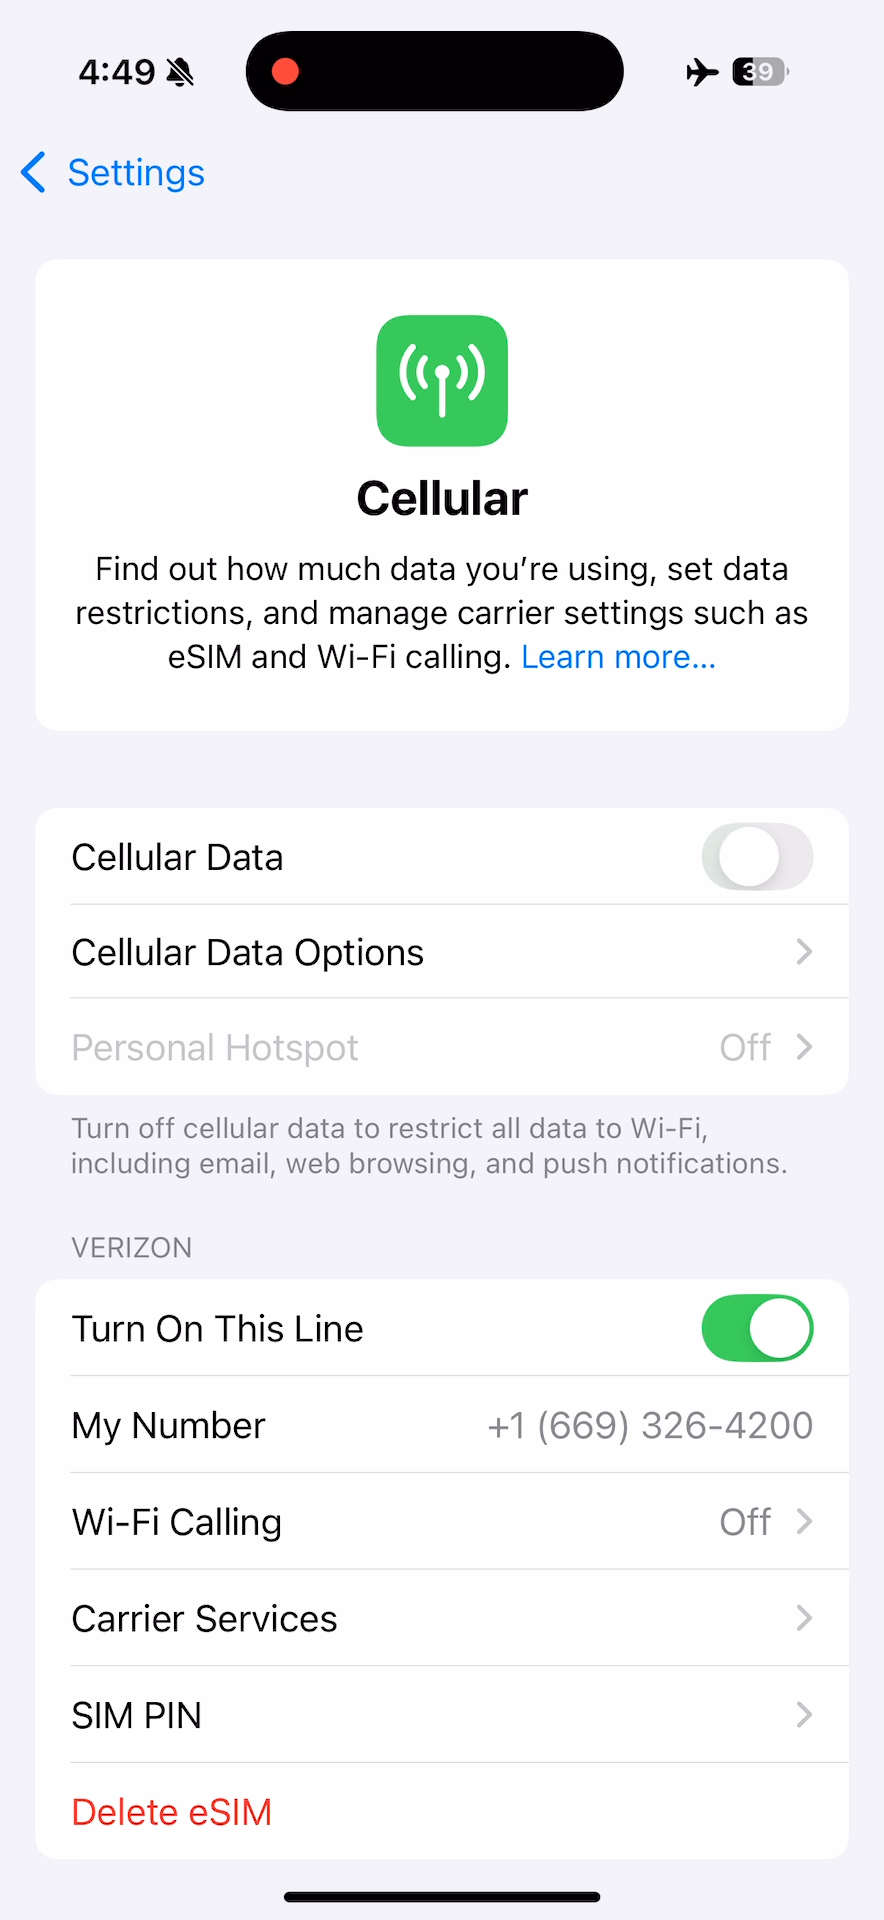 4:49
39
Settings
Cellular
Find out how much data you’re using, set data
restrictions, and manage carrier settings such as
eSIM and Wi-Fi calling. Learn more...
Cellular Data
Cellular Data Options
Personal Hotspot Off
Turn off cellular data to restrict all data to Wi-Fi,
including email, web browsing, and push notifications.
VERIZON
Turn On This Line
My Number +1 (669) 326-4200
Wi-Fi Calling Off
Carrier Services
SIM PIN
Delete eSIM